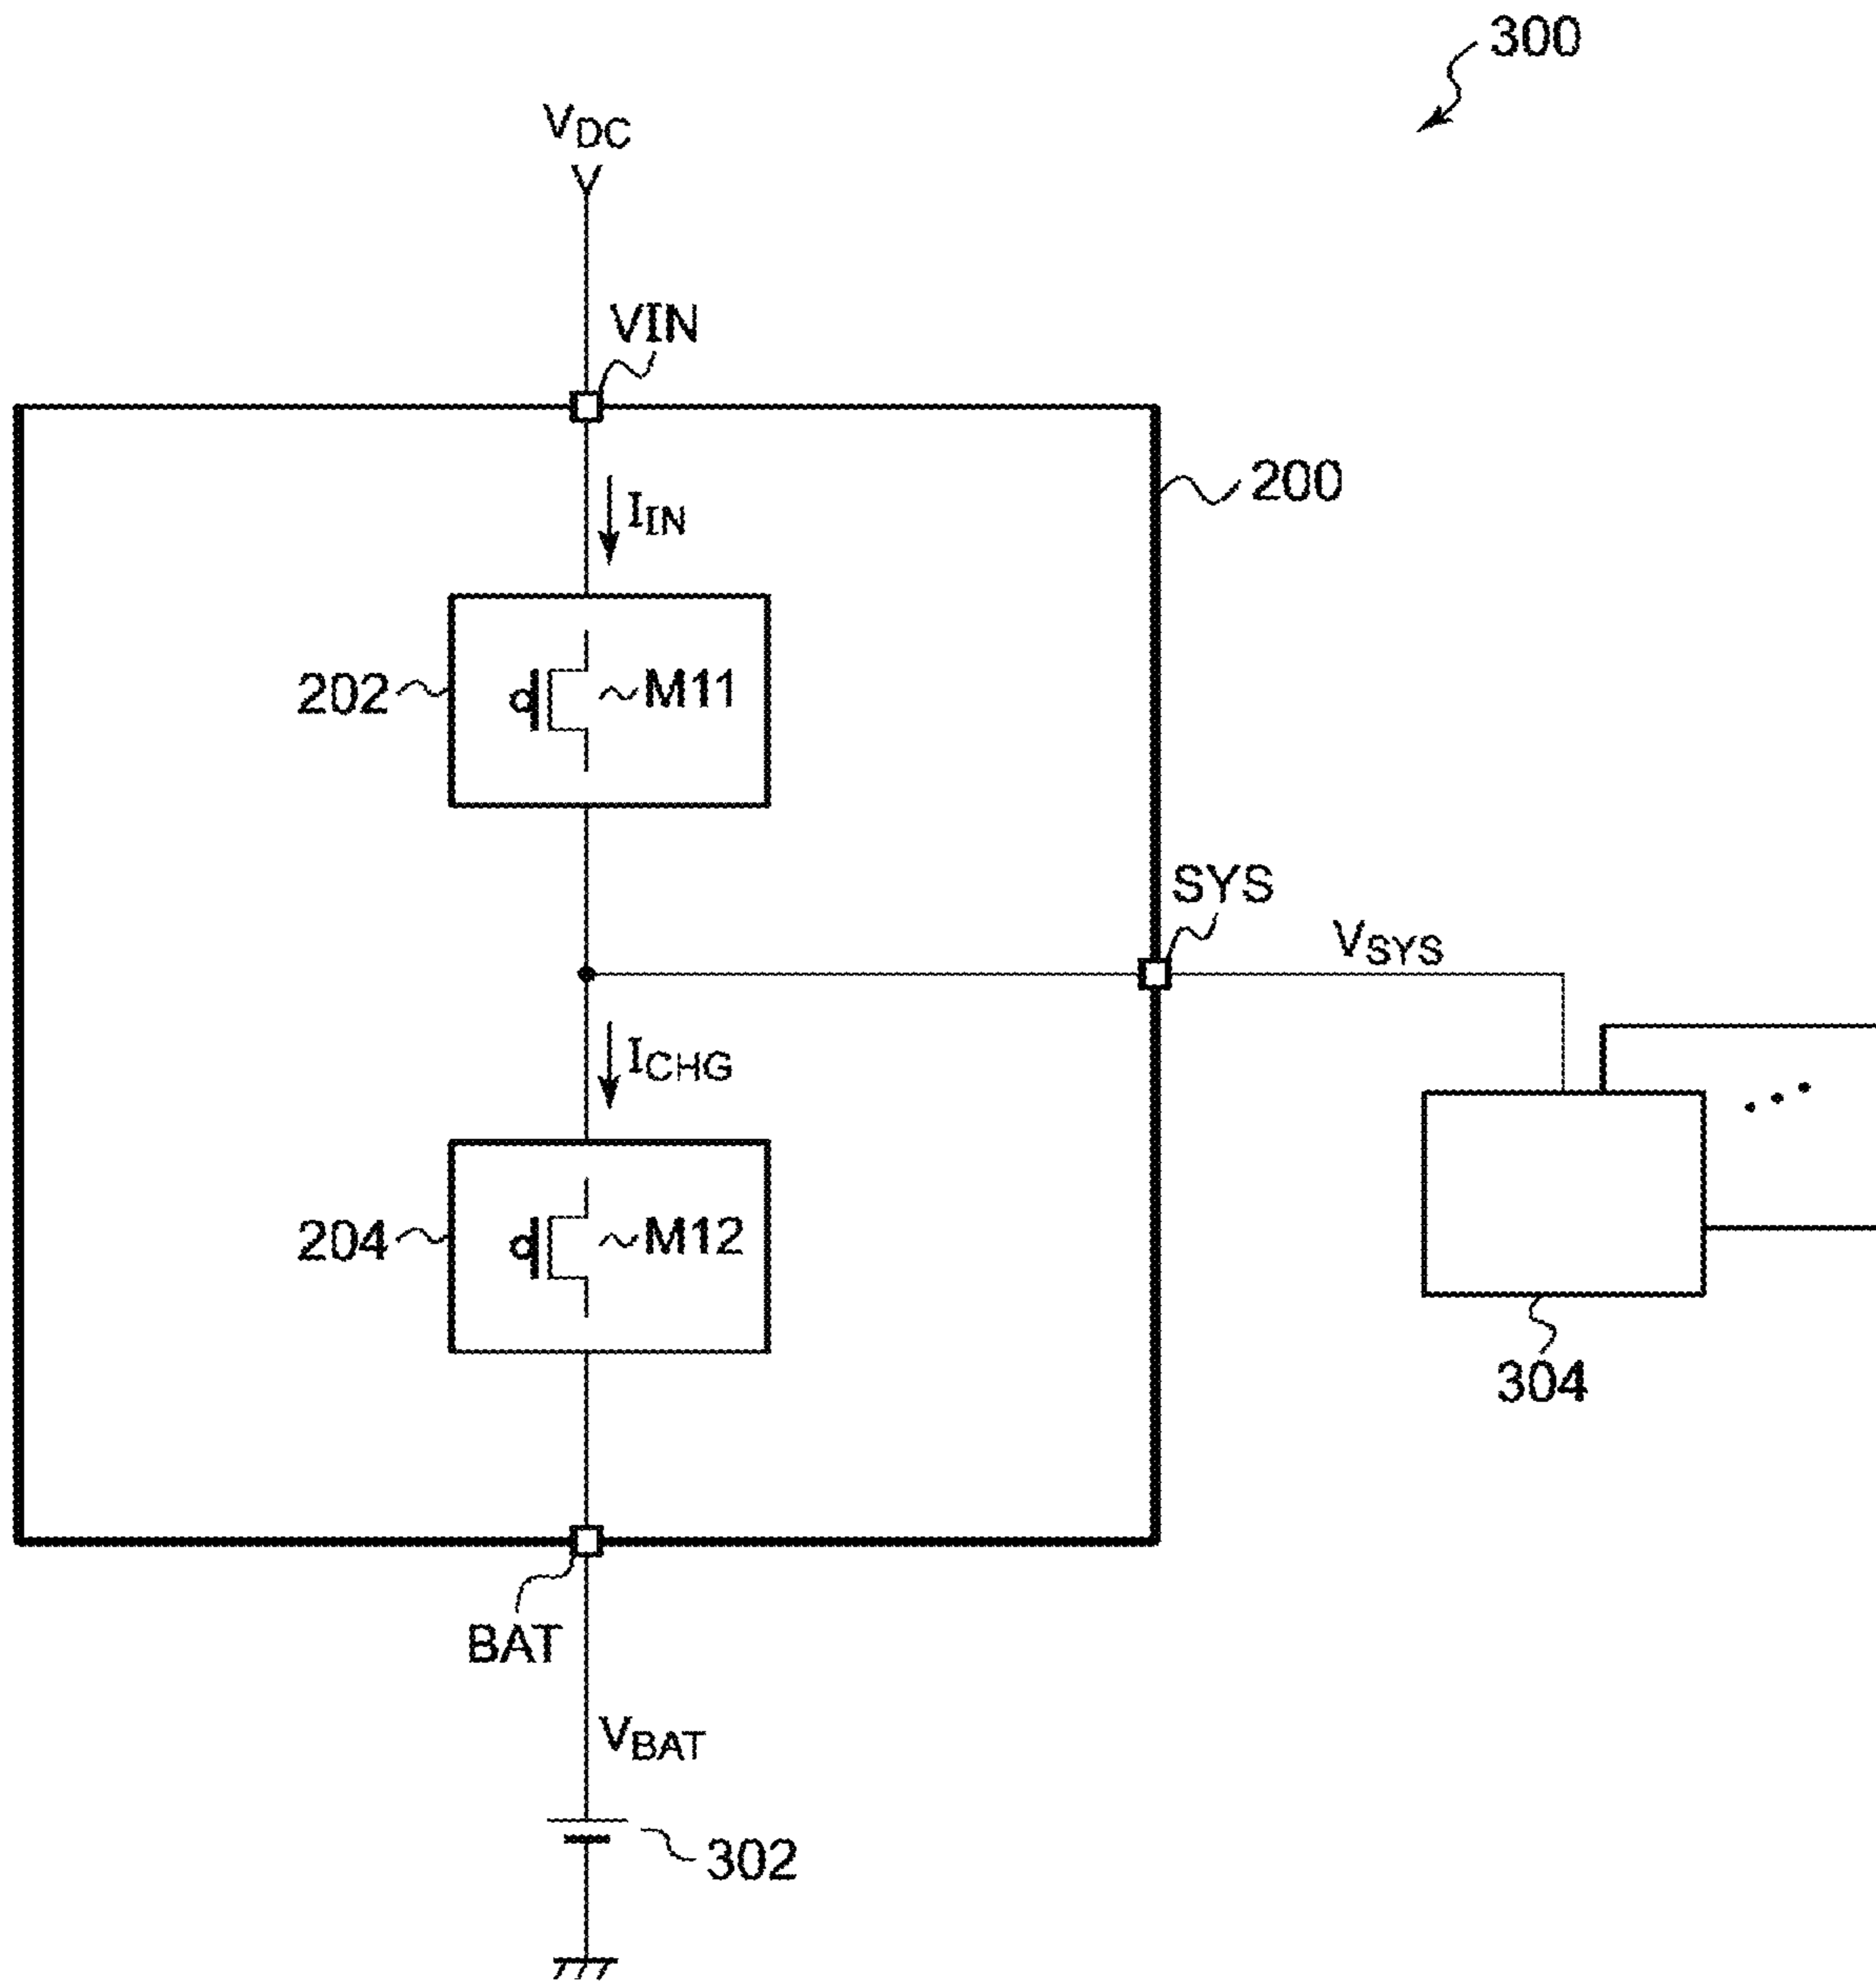 300
VDC
VIN
200
IIN
202
M11
SYS
VSYS
ICHG
204
M12
304
BAT
VBAT
302